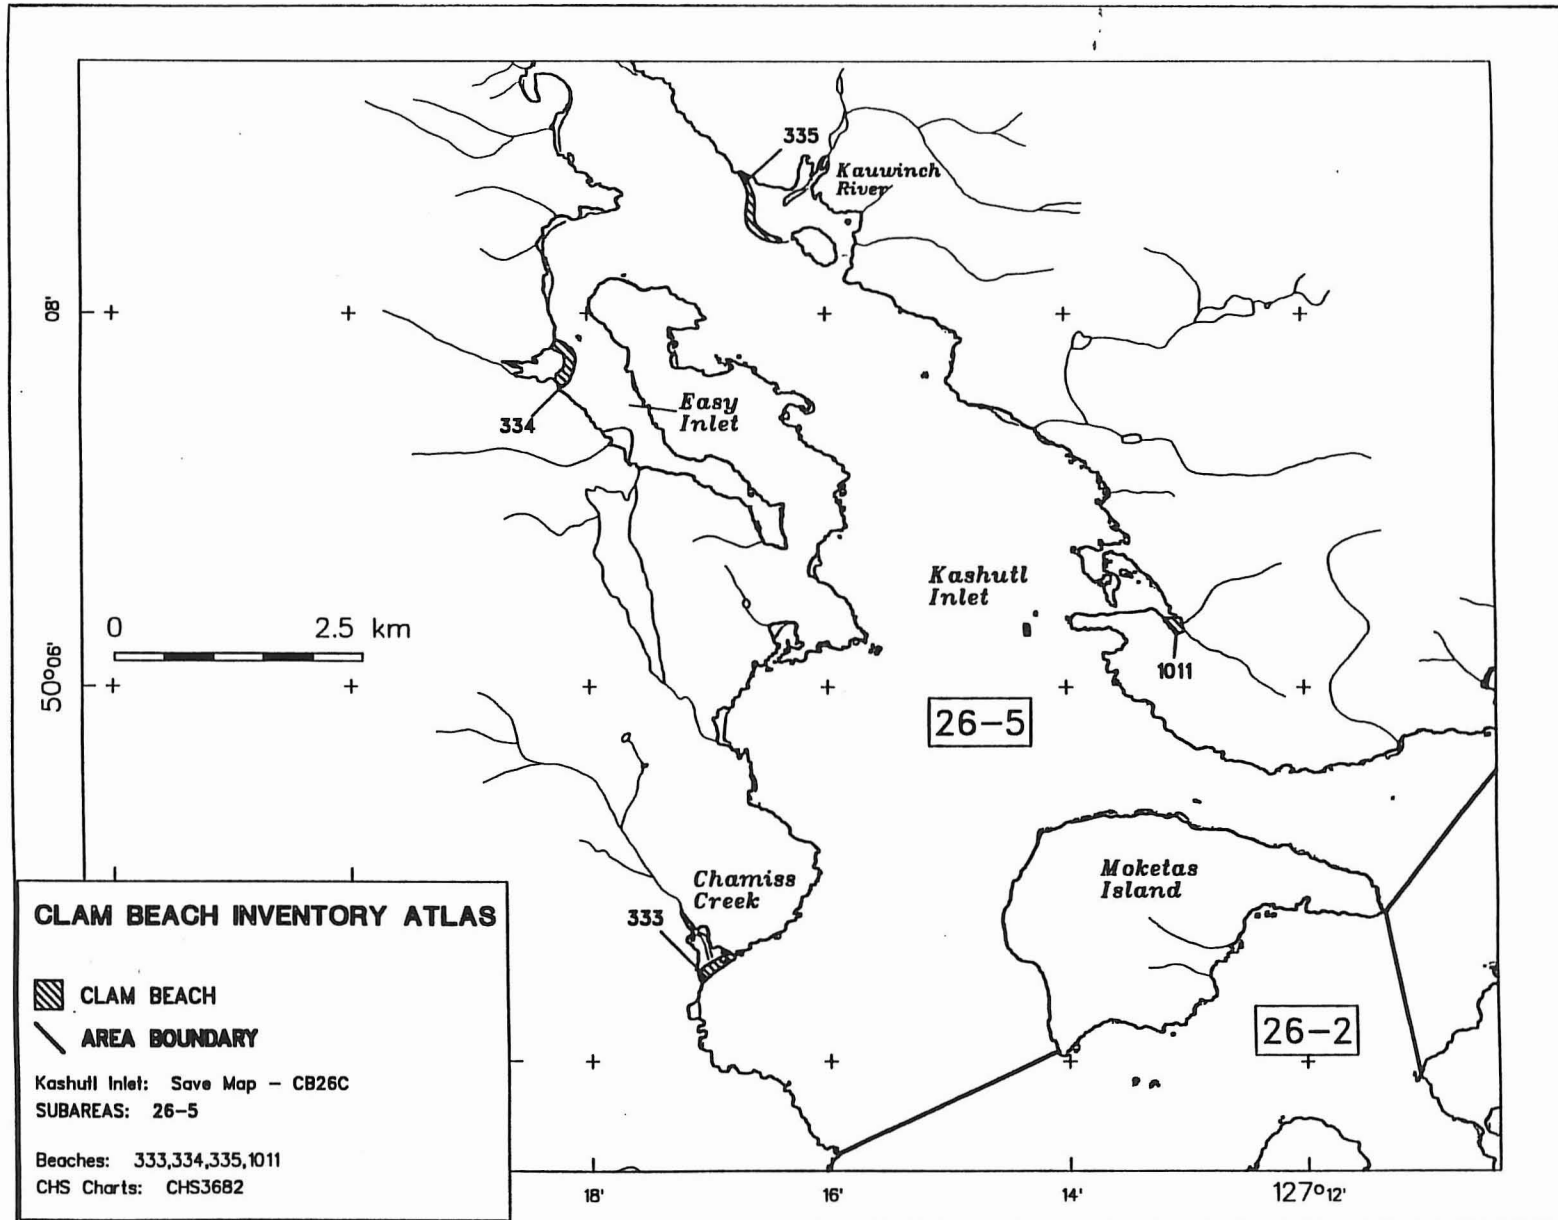 335
Kauwinch
River
08'
Easy
Inlet
334
Kashutl
Inlet
0 2.5 km
1011
50°06'
26-5
Chamiss
Creek
333
Moketas
Island
26-2
CLAM BEACH INVENTORY ATLAS
CLAM BEACH
AREA BOUNDARY
Kashutl Inlet: Save Map - CB26C
SUBAREAS: 26-5
Beaches: 333,334,335,1011
CHS Charts: CHS3682
18' 16' 14' 127°12'